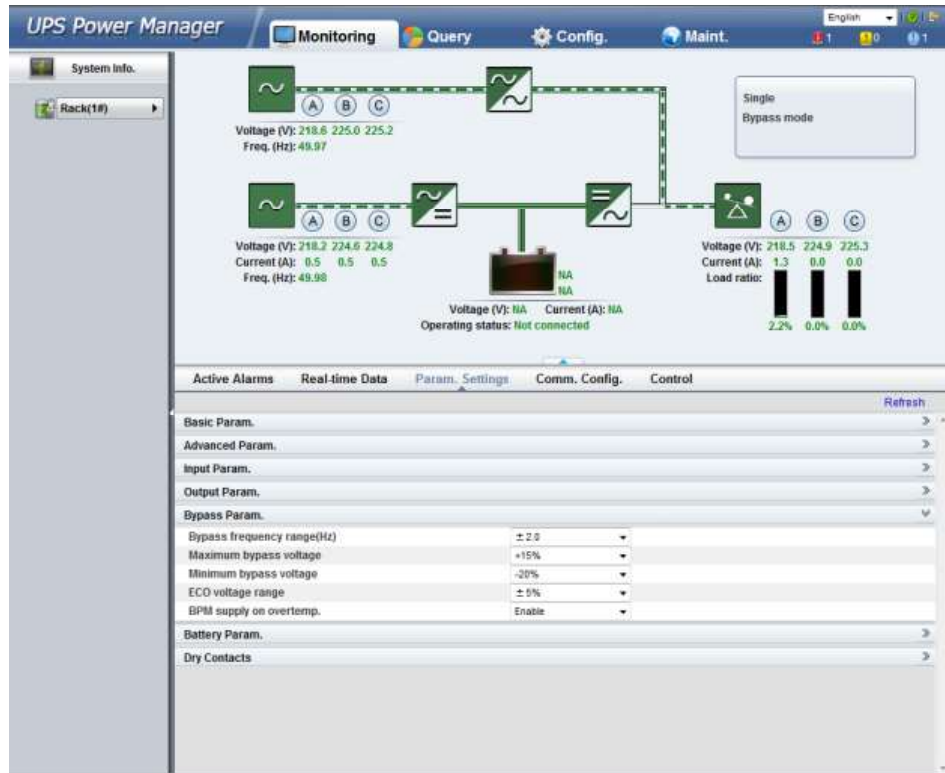 UPS Power Manager
Monitoring
Query
Config.
Maint.
English
1
0
1
System Info.
Rack(1#)
A B C
Voltage (V): 218.6 225.0 225.2
Freq. (Hz): 49.97
Single
Bypass mode
A B C
Voltage (V): 218.2 224.6 224.8
Current (A): 0.5 0.5 0.5
Freq. (Hz): 49.98
NA
NA
Voltage (V): NA Current (A): NA
Operating status: Not connected
A B C
Voltage (V): 218.5 224.9 225.3
Current (A): 1.3 0.0 0.0
Load ratio:
2.2% 0.0% 0.0%
Active Alarms Real-time Data Param. Settings Comm. Config. Control
Refresh
Basic Param.
Advanced Param.
Input Param.
Output Param.
Bypass Param.
Bypass frequency range(Hz) ± 2.0
Maximum bypass voltage +15%
Minimum bypass voltage -20%
ECO voltage range ± 5%
BPM supply on overtemp. Enable
Battery Param.
Dry Contacts